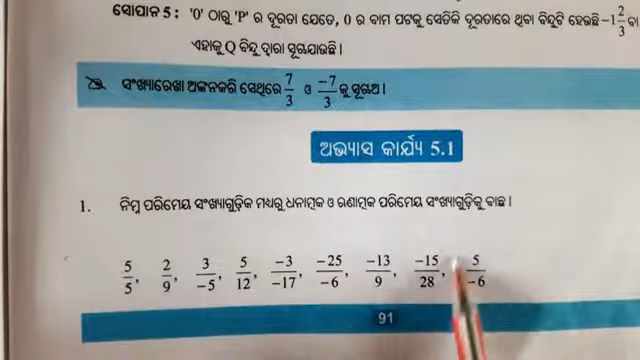 ସୋପାନ 5 : '0' ଠାରୁ 'P' ର ଦୂରତା ଯେତେ, 0 ର ବାମ ପଟକୁ ସେତିକି ଦୂରତାରେ ଥିବା ବିନ୍ଦୁଟି ହେଉଛି -1 2/3 ବା
ଏହାକୁ Q ବିନ୍ଦୁ ଦ୍ୱାରା ସୂଚାଯାଉଛି ।
ସଂଖ୍ୟାରେଖା ଅଙ୍କନକରି ସେଥିରେ 7/3 ଓ -7/3 କୁ ସୂଚାଅ ।
ଅଭ୍ୟାସ କାର୍ଯ୍ୟ 5.1
1. ନିମ୍ନ ପରିମେୟ ସଂଖ୍ୟାଗୁଡ଼ିକ ମଧ୍ୟରୁ ଧନାତ୍ମକ ଓ ଋଣାତ୍ମକ ପରିମେୟ ସଂଖ୍ୟାଗୁଡ଼ିକୁ ବାଛ ।
5/5, 2/9, 3/-5, 5/12, -3/-17, -25/-6, -13/9, -15/28, 5/-6
91